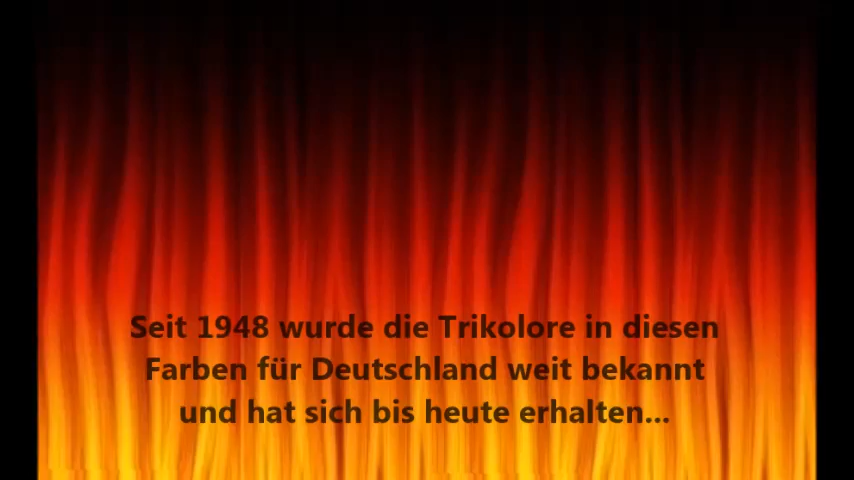 Seit 1948 wurde die Trikolore in diesen
Farben für Deutschland weit bekannt
und hat sich bis heute erhalten...